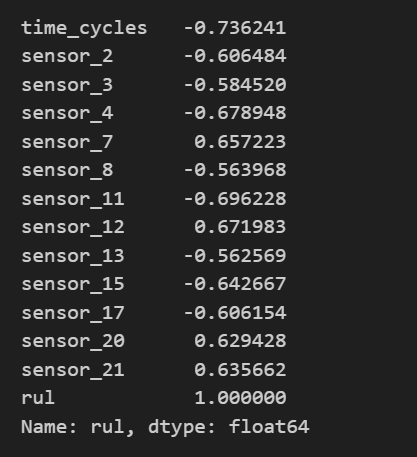 time_cycles -0.736241
sensor_2 -0.606484
sensor_3 -0.584520
sensor_4 -0.678948
sensor_7 0.657223
sensor_8 -0.563968
sensor_11 -0.696228
sensor_12 0.671983
sensor_13 -0.562569
sensor_15 -0.642667
sensor_17 -0.606154
sensor_20 0.629428
sensor_21 0.635662
rul 1.000000
Name: rul, dtype: float64